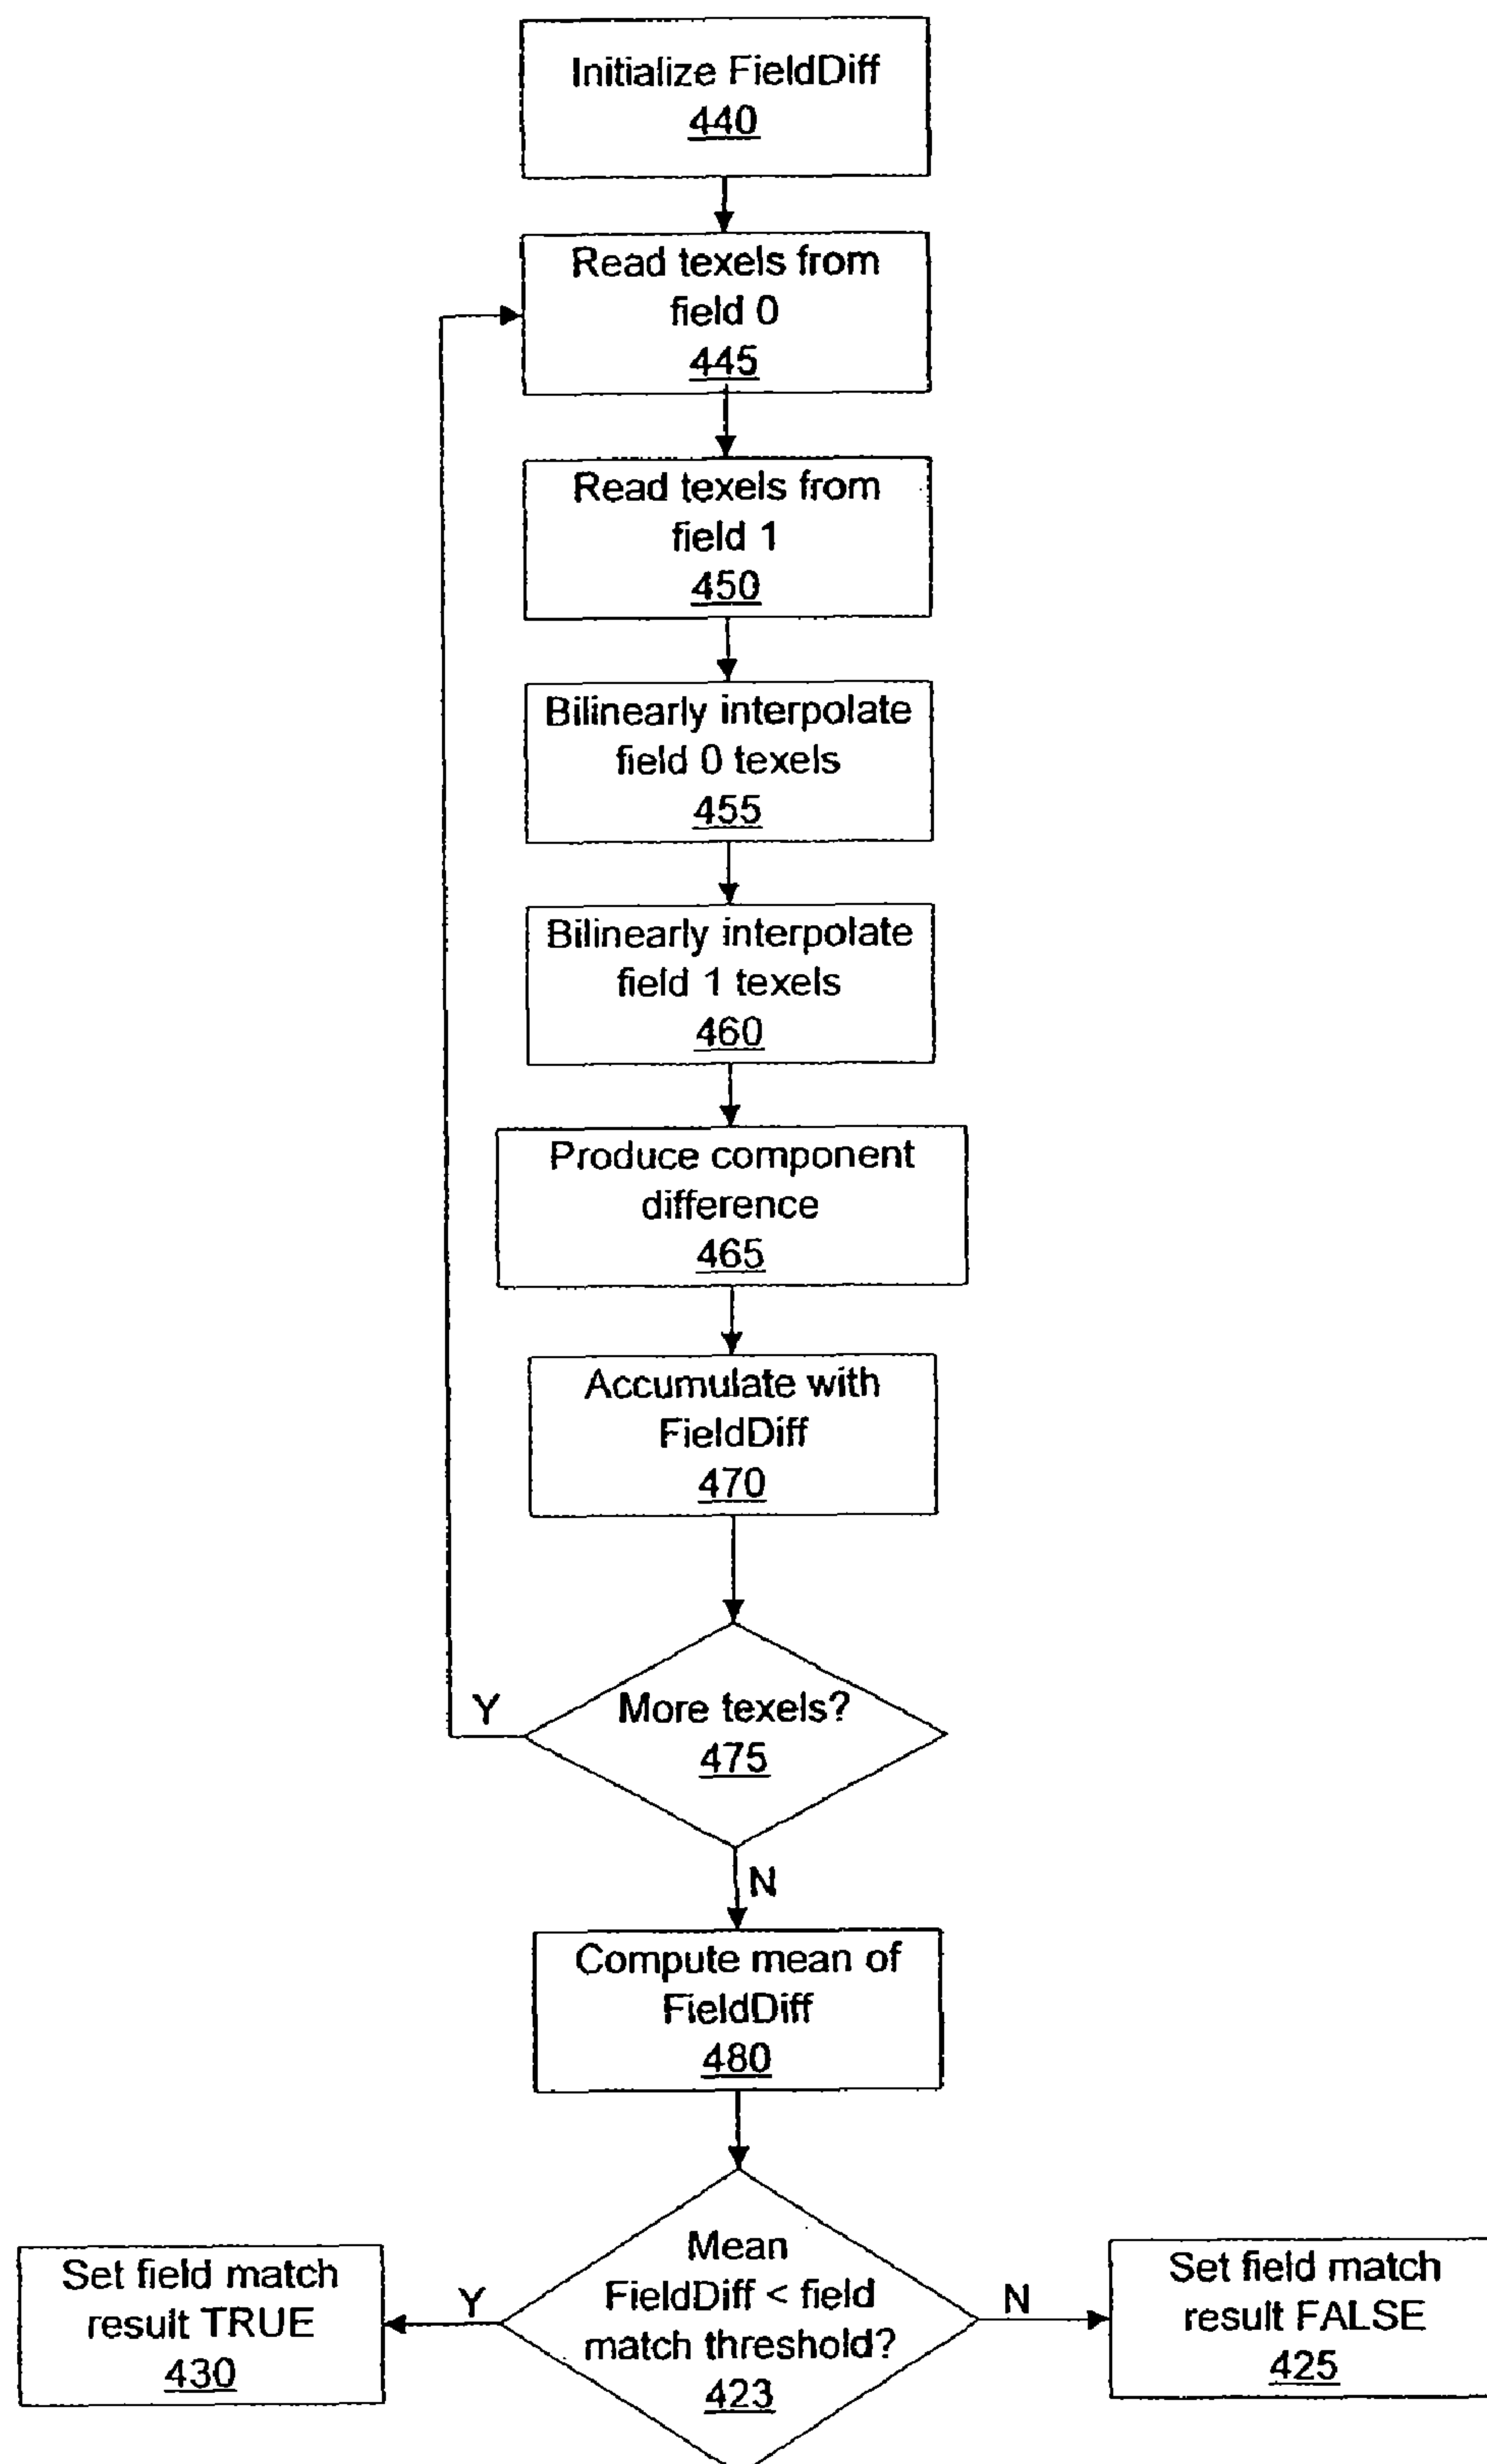 Initialize FieldDiff
440
Read texels from
field 0
445
Read texels from
field 1
450
Bilinearly interpolate
field 0 texels
455
Bilinearly interpolate
field 1 texels
460
Produce component
difference
465
Accumulate with
FieldDiff
470
More texels?
475
Y
N
Compute mean of
FieldDiff
480
Mean
FieldDiff < field
match threshold?
423
Y
N
Set field match
result TRUE
430
Set field match
result FALSE
425